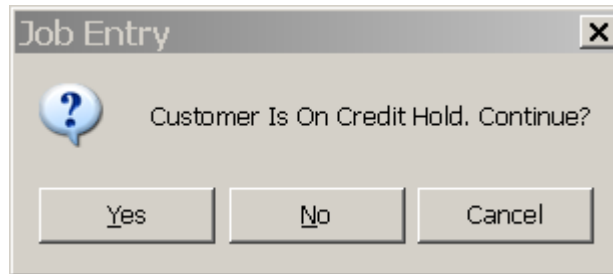 Job Entry
Customer Is On Credit Hold. Continue?
Yes No Cancel